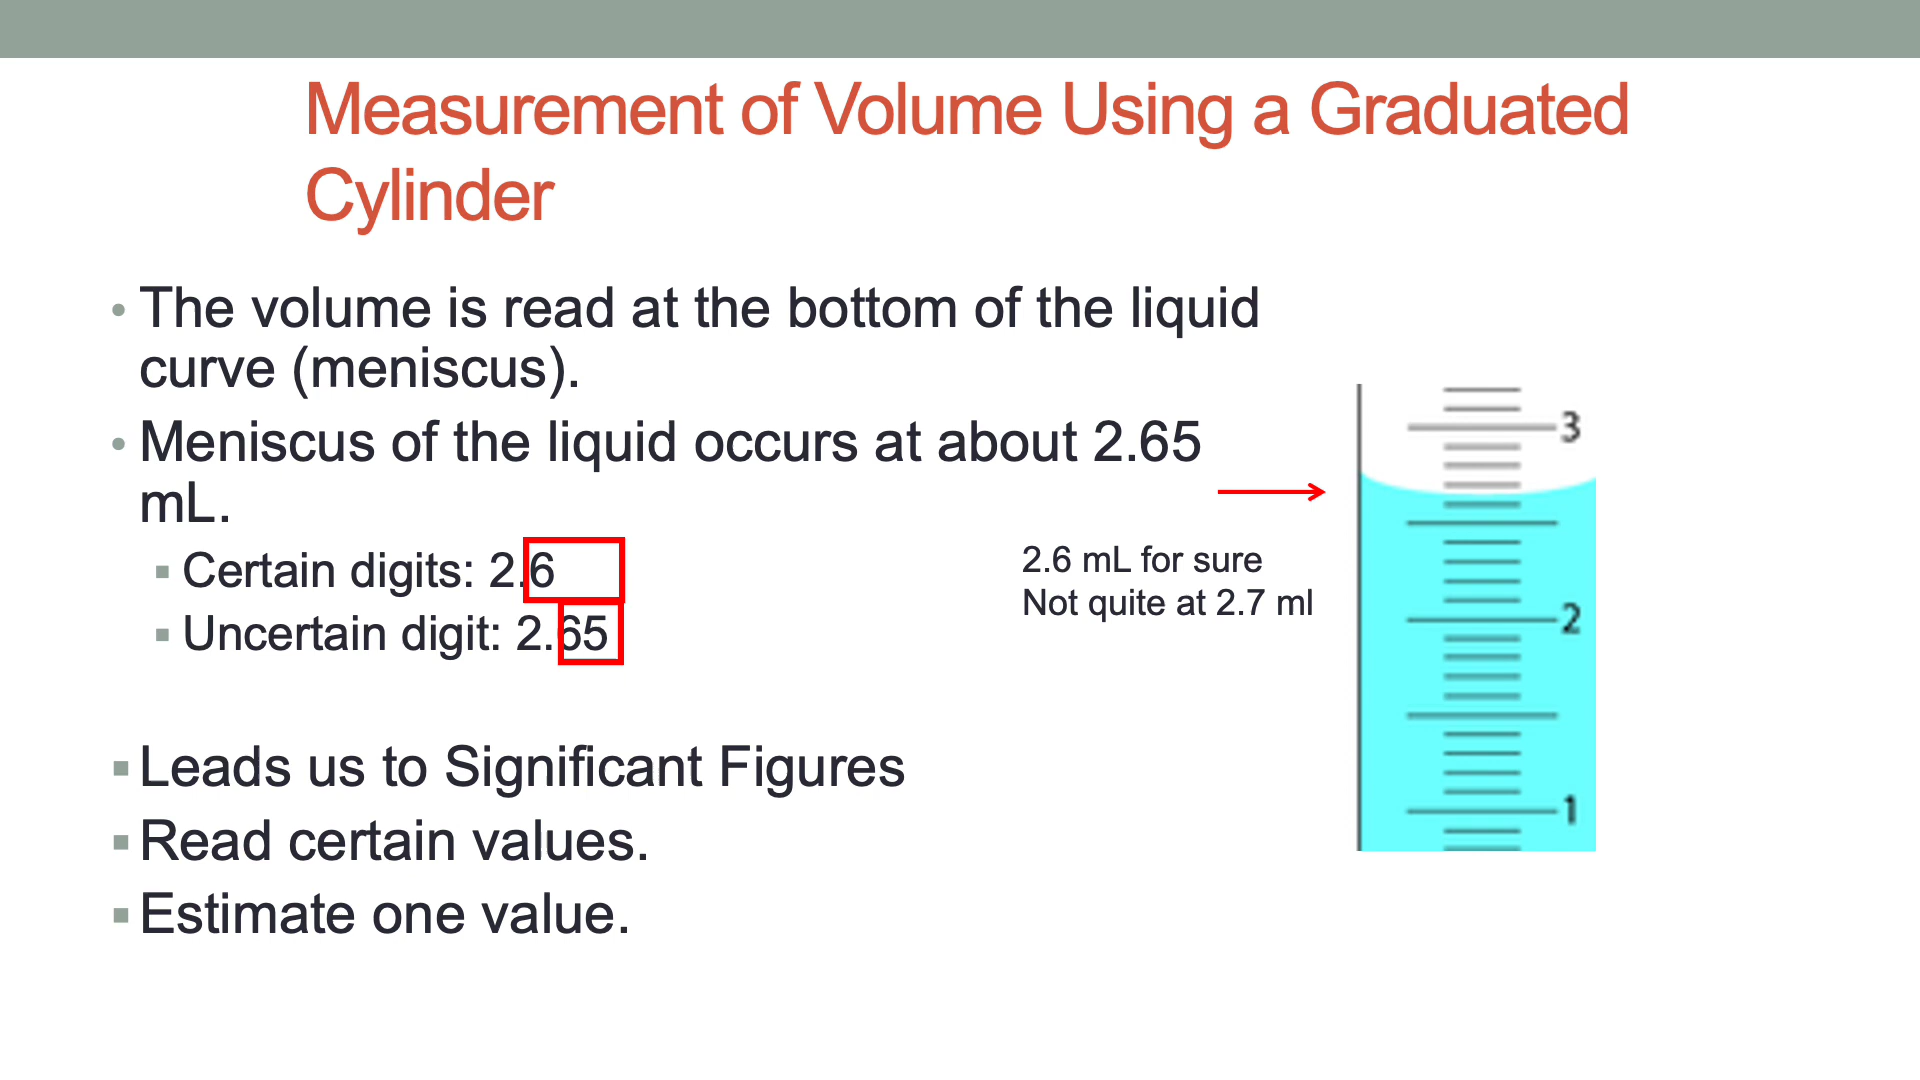 Measurement of Volume Using a Graduated
Cylinder
• The volume is read at the bottom of the liquid
curve (meniscus).
• Meniscus of the liquid occurs at about 2.65
mL.
▪ Certain digits: 2.6
▪ Uncertain digit: 2.65
2.6 mL for sure
Not quite at 2.7 ml
▪ Leads us to Significant Figures
▪ Read certain values.
▪ Estimate one value.
3
2
1